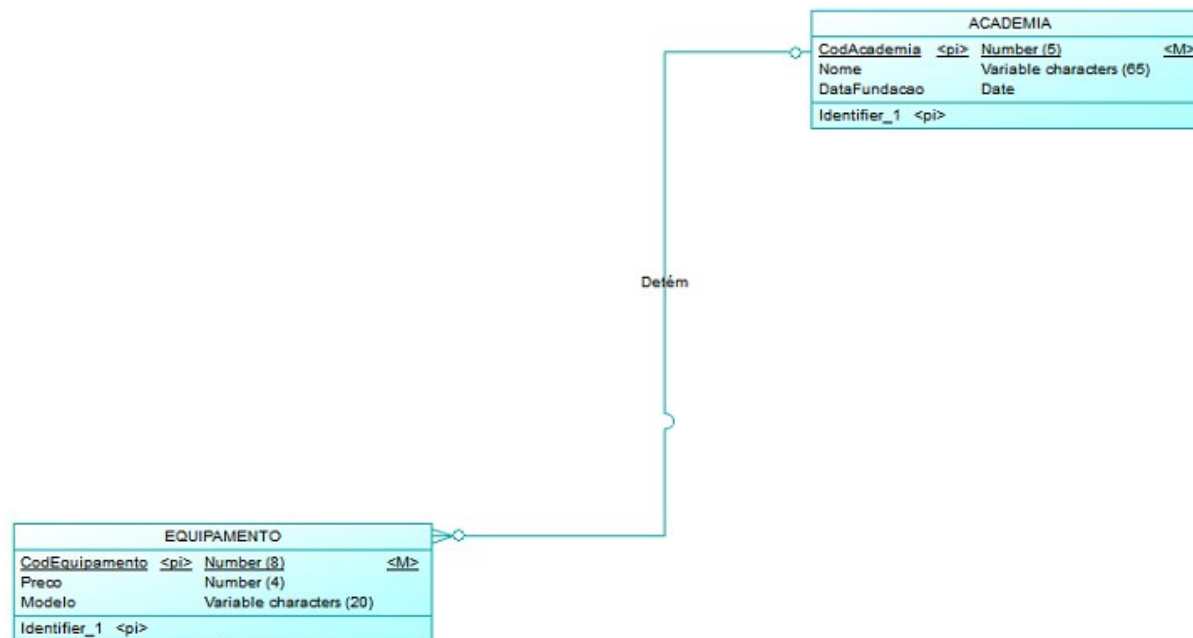 ACADEMIA
CodAcademia <pi> Number (5) <M>
Nome Variable characters (65)
DataFundacao Date
Identifier_1 <pi>
Detém
EQUIPAMENTO
CodEquipamento <pi> Number (8) <M>
Preco Number (4)
Modelo Variable characters (20)
Identifier_1 <pi>